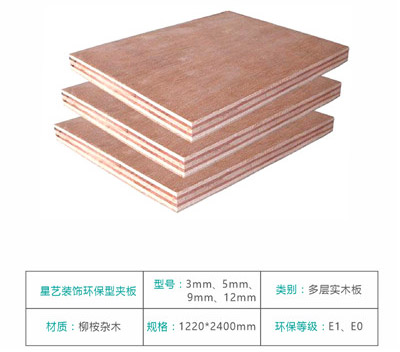 星艺装饰环保型夹板
型号：3mm、5mm、
9mm、12mm
类别：多层实木板
材质：柳桉杂木
规格：1220*2400mm
环保等级：E1、E0